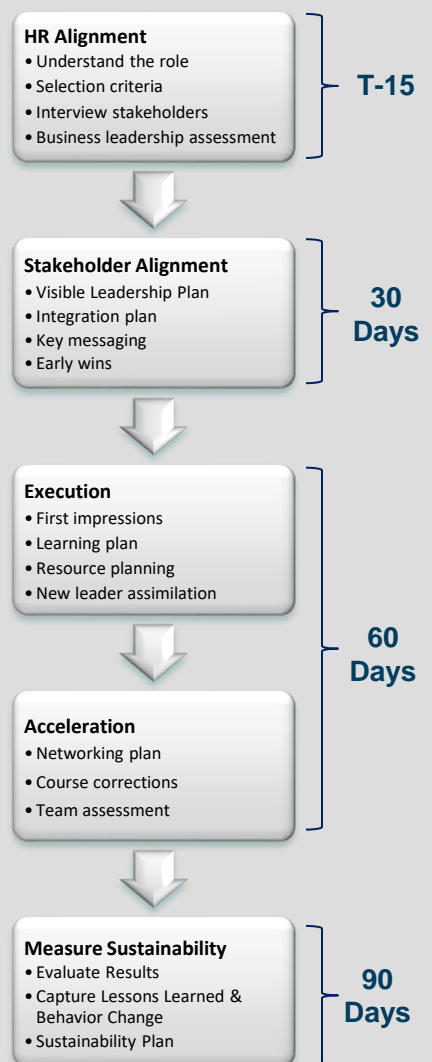 HR Alignment
• Understand the role
• Selection criteria
• Interview stakeholders
• Business leadership assessment
T-15
Stakeholder Alignment
• Visible Leadership Plan
• Integration plan
• Key messaging
• Early wins
30
Days
Execution
• First impressions
• Learning plan
• Resource planning
• New leader assimilation
60
Days
Acceleration
• Networking plan
• Course corrections
• Team assessment
Measure Sustainability
• Evaluate Results
• Capture Lessons Learned &
Behavior Change
• Sustainability Plan
90
Days